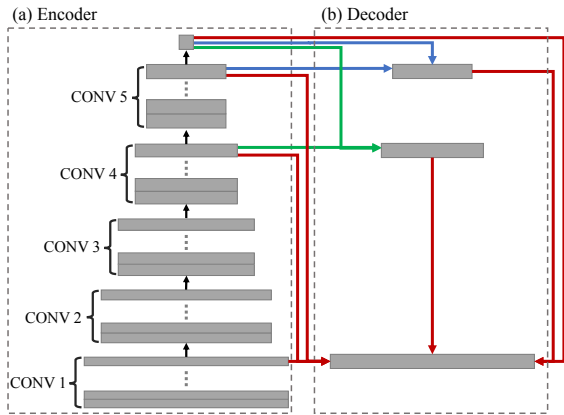 (a) Encoder
(b) Decoder
CONV 5
CONV 4
CONV 3
CONV 2
CONV 1